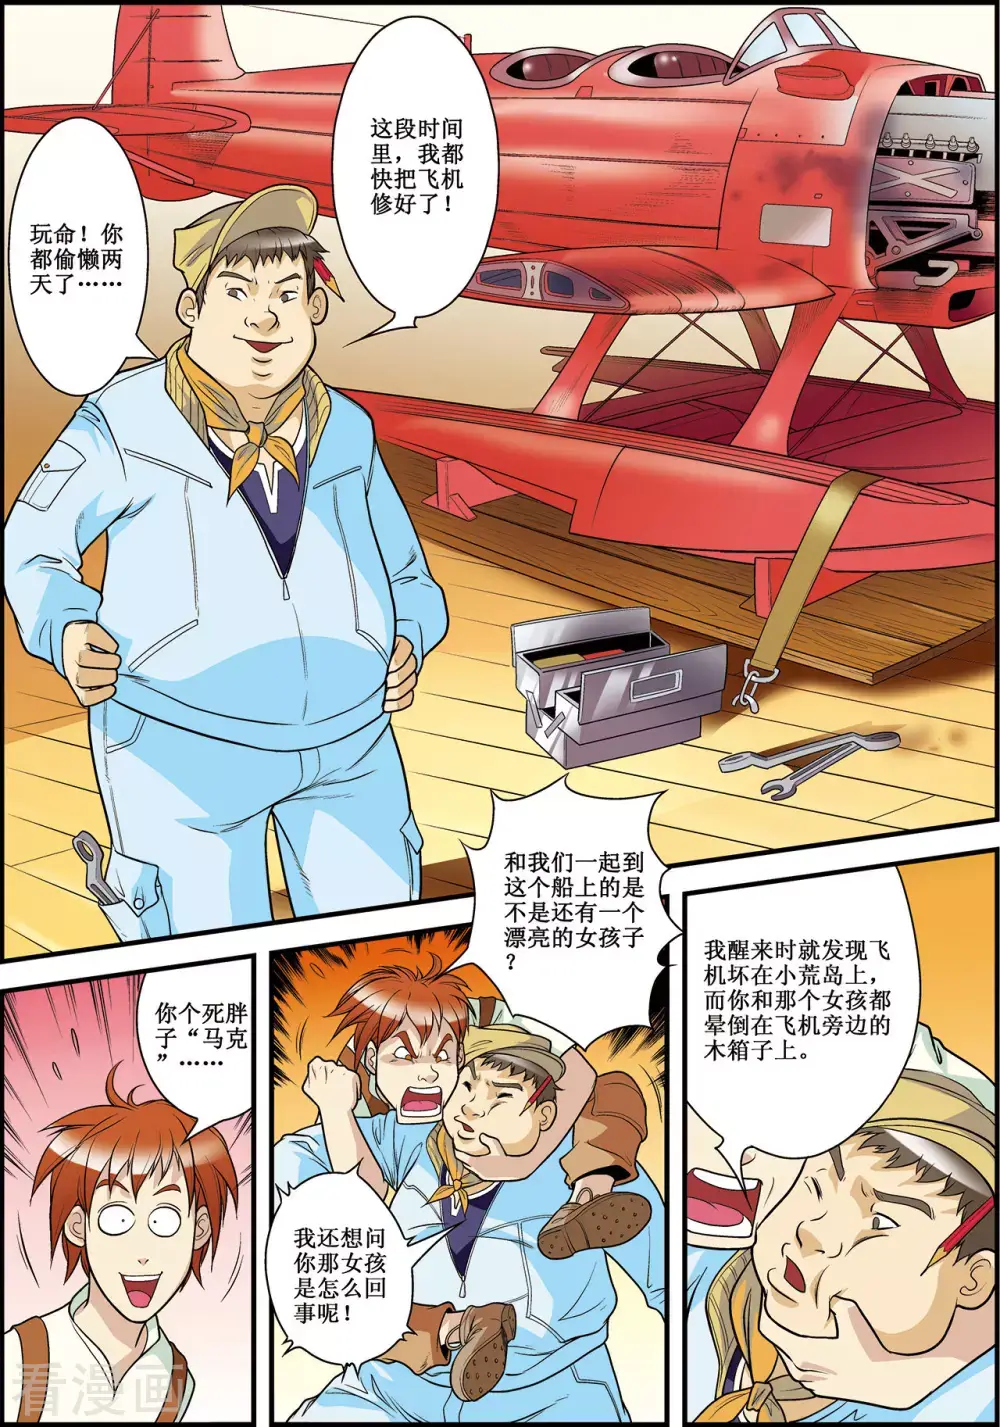 玩命！你
都偷懒两
天了……
这段时间
里，我都
快把飞机
修好了！
你个死胖
子“马克
”……
和我们一起到
这个船上的是
不是还有一个
漂亮的女孩子
？
我还想问
你那女孩
是怎么回
事呢！
我醒来时就发现飞
机坏在小荒岛上，
而你和那个女孩都
晕倒在飞机旁边的
木箱子上。
看漫画